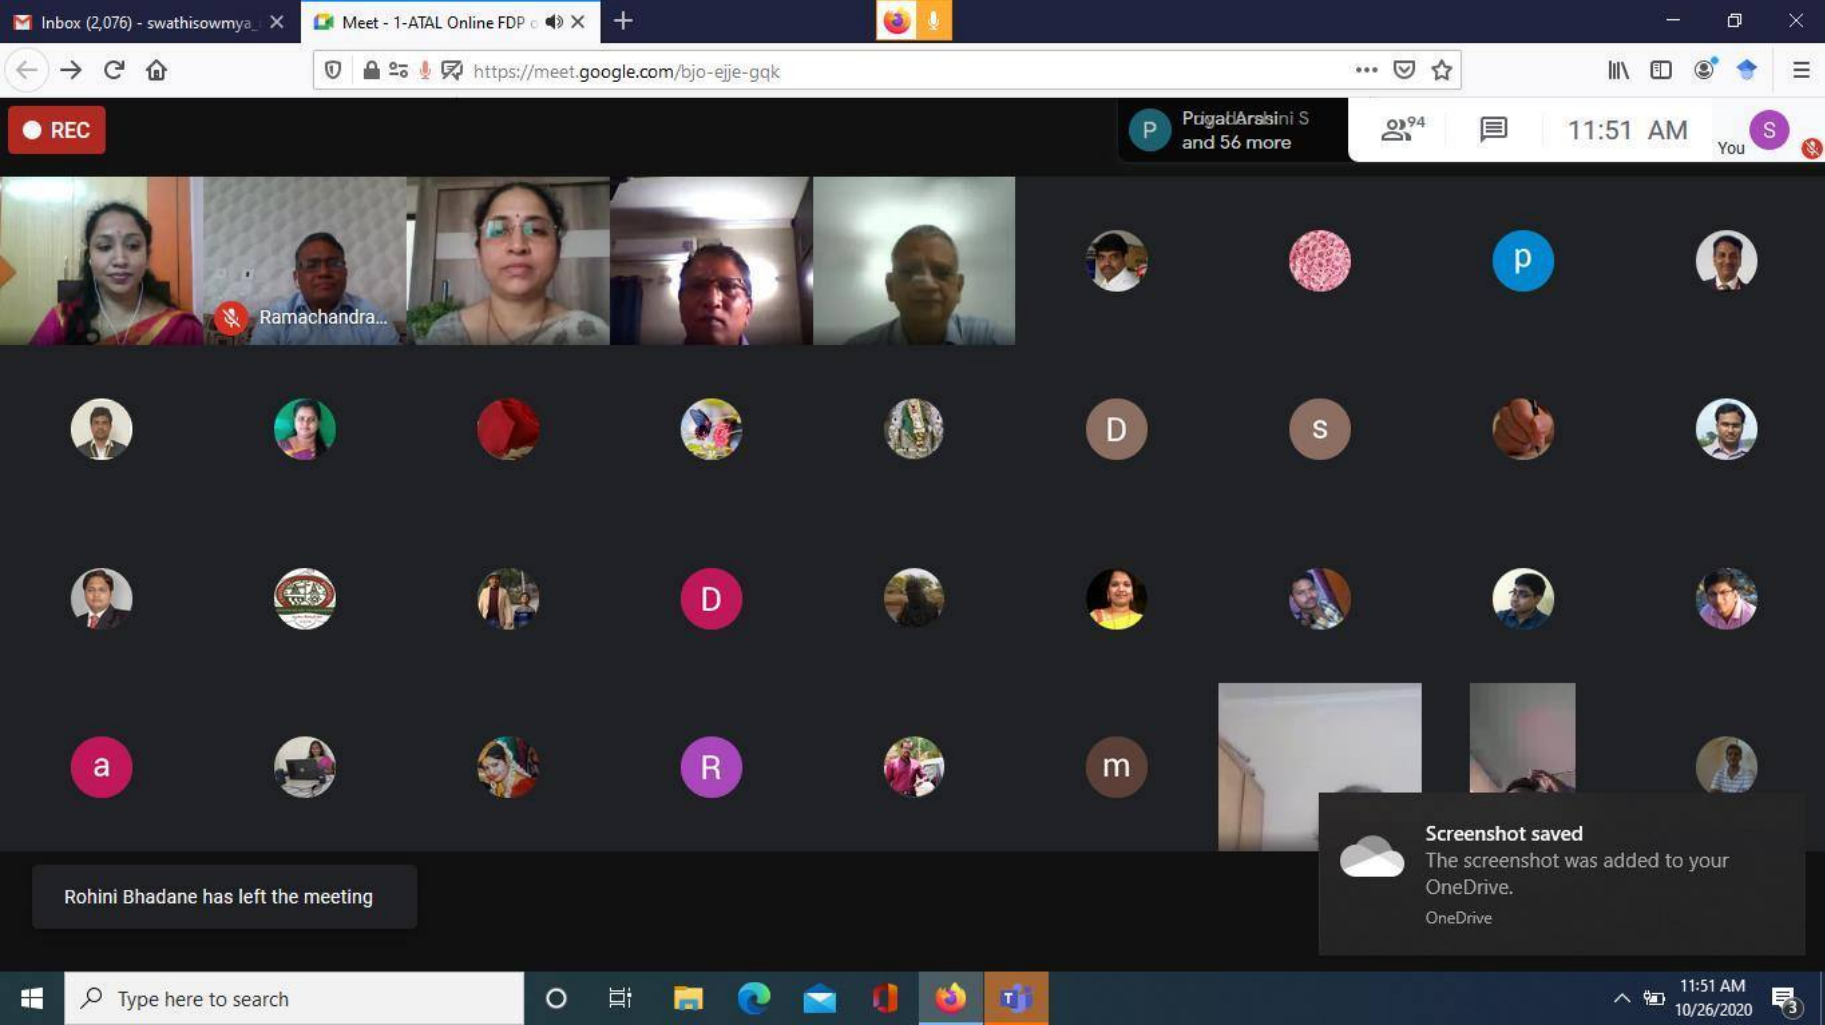 Inbox (2,076) - swathisowmya_
Meet - 1-ATAL Online FDP
https://meet.google.com/bjo-ejje-gqk
REC
P
and 56 more
94
11:51 AM
You
S
Ramachandra...
p
D
s
D
a
R
m
Screenshot saved
The screenshot was added to your
OneDrive.
OneDrive
Rohini Bhadane has left the meeting
Type here to search
11:51 AM
10/26/2020
3